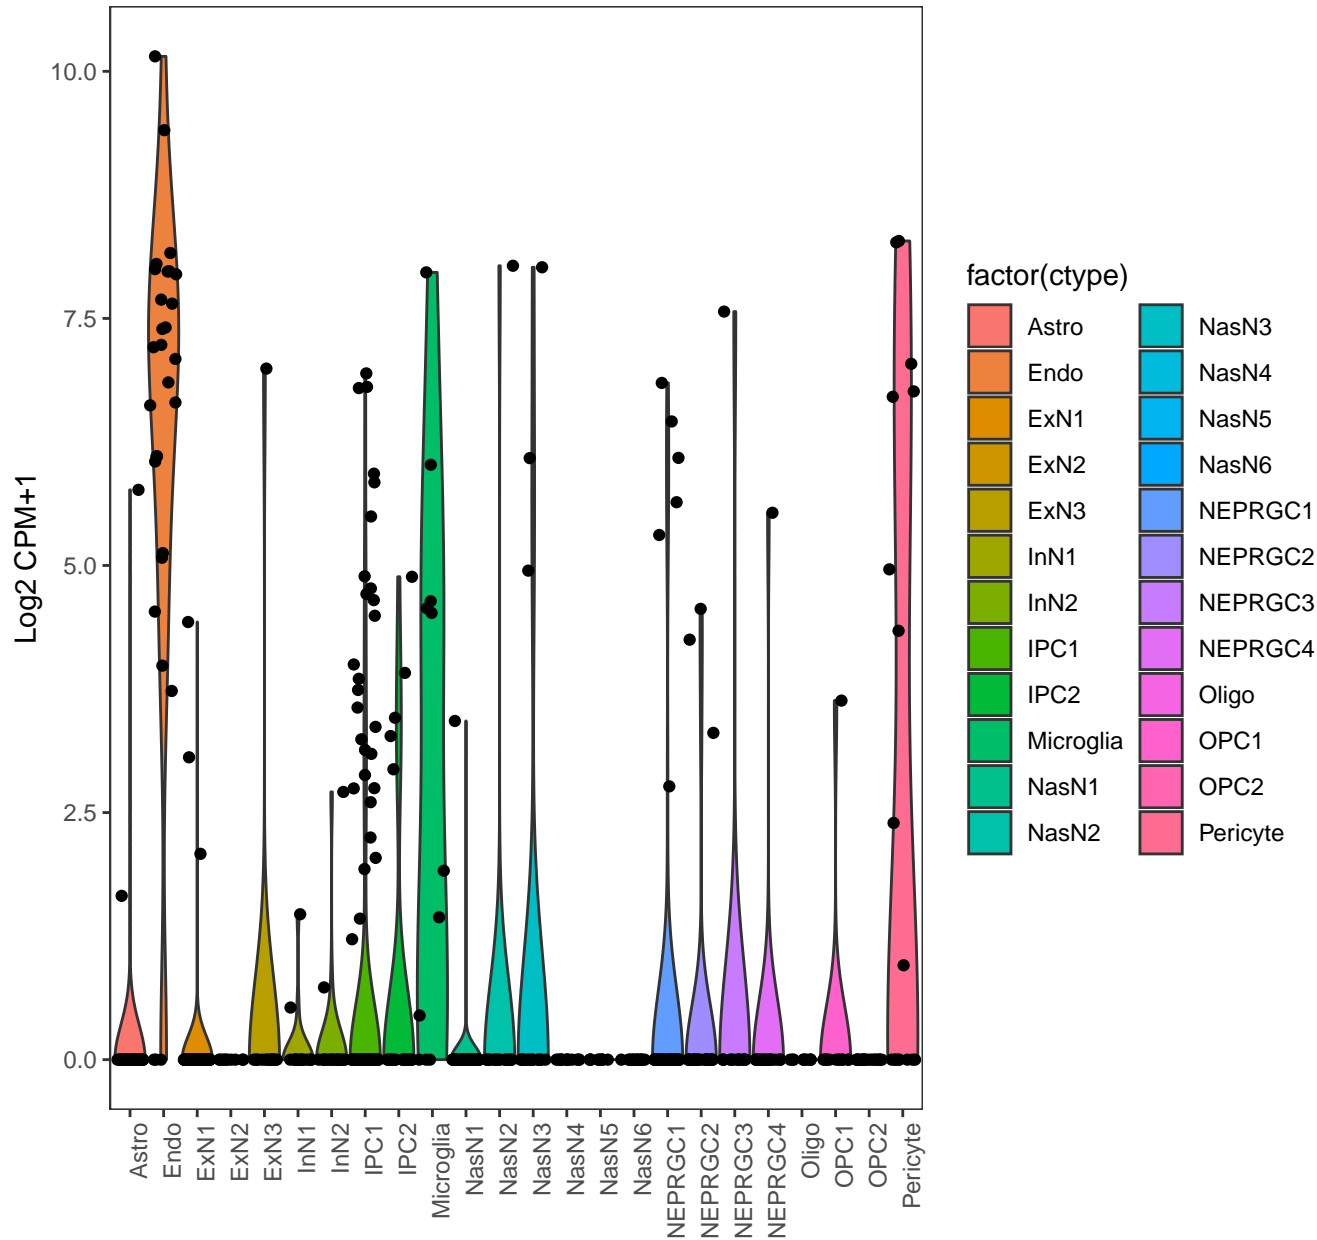 10.0
7.5
5.0
2.5
0.0
Log2 CPM+1
Astro
Endo
ExN1
ExN2
ExN3
InN1
InN2
IPC1
IPC2
Microglia
NasN1
NasN2
NasN3
NasN4
NasN5
NasN6
NEPRGC1
NEPRGC2
NEPRGC3
NEPRGC4
Oligo
OPC1
OPC2
Pericyte
factor(ctype)
Astro
Endo
ExN1
ExN2
ExN3
InN1
InN2
IPC1
IPC2
Microglia
NasN1
NasN2
NasN3
NasN4
NasN5
NasN6
NEPRGC1
NEPRGC2
NEPRGC3
NEPRGC4
Oligo
OPC1
OPC2
Pericyte